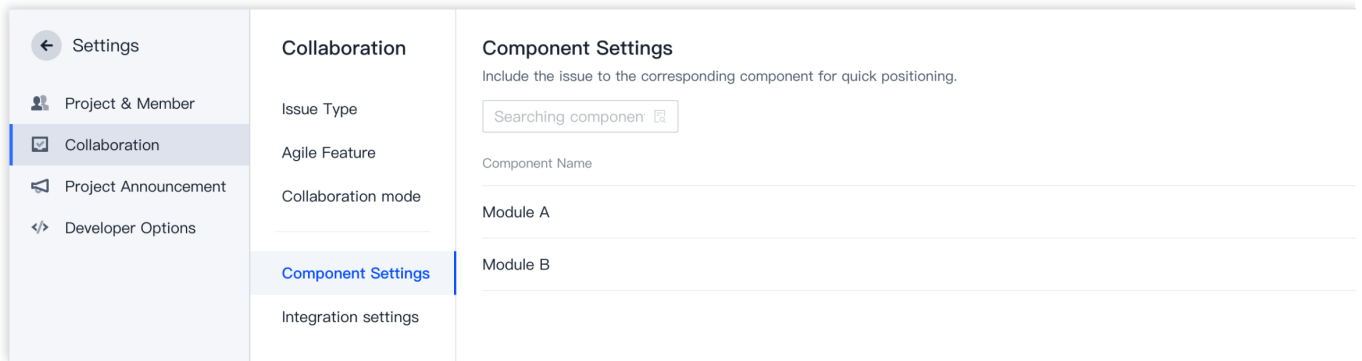 Settings
Project & Member
Collaboration
Project Announcement
Developer Options
Collaboration
Issue Type
Agile Feature
Collaboration mode
Component Settings
Integration settings
Component Settings
Include the issue to the corresponding component for quick positioning.
Searching componen
Component Name
Module A
Module B